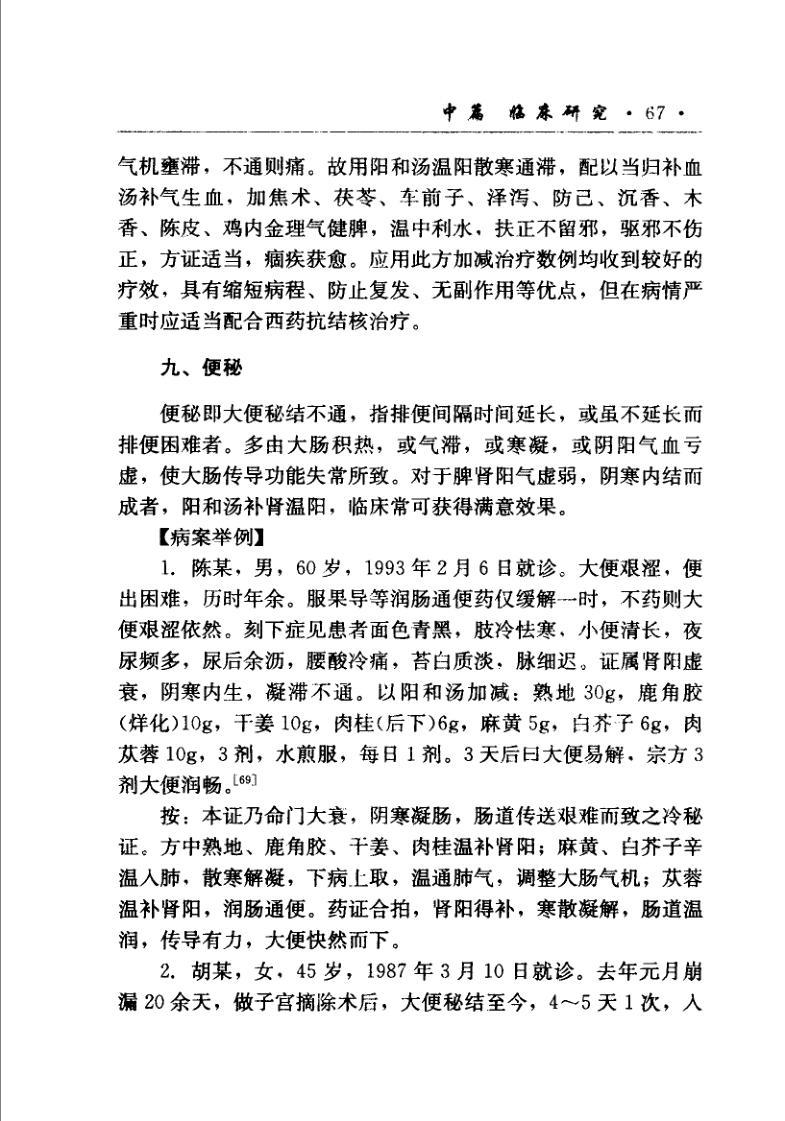 中篇 临床研究 · 67 ·
气机壅滞，不通则痛。故用阳和汤温阳散寒通滞，配以当归补血
汤补气生血，加焦术、茯苓、车前子、泽泻、防己、沉香、木
香、陈皮、鸡内金理气健脾，温中利水，扶正不留邪，驱邪不伤
正，方证适当，痼疾获愈。应用此方加减治疗数例均收到较好的
疗效，具有缩短病程、防止复发、无副作用等优点，但在病情严
重时应适当配合西药抗结核治疗。
九、便秘
便秘即大便秘结不通，指排便间隔时间延长，或虽不延长而
排便困难者。多由大肠积热，或气滞，或寒凝，或阴阳气血亏
虚，使大肠传导功能失常所致。对于脾肾阳气虚弱，阴寒内结而
成者，阳和汤补肾温阳，临床常可获得满意效果。
【病案举例】
1. 陈某，男，60 岁，1993 年 2 月 6 日就诊。大便艰涩，便
出困难，历时年余。服果导等润肠通便药仅缓解一时，不药则大
便艰涩依然。刻下症见患者面色青黑，肢冷怯寒，小便清长，夜
尿频多，尿后余沥，腰酸冷痛，苔白质淡，脉细迟。证属肾阳虚
衰，阴寒内生，凝滞不通。以阳和汤加减：熟地 30g，鹿角胶
(烊化)10g，干姜 10g，肉桂(后下)6g，麻黄 5g，白芥子 6g，肉
苁蓉 10g，3 剂，水煎服，每日 1 剂。3 天后曰大便易解，宗方 3
剂大便润畅。[69]
按：本证乃命门大衰，阴寒凝肠，肠道传送艰难而致之冷秘
证。方中熟地、鹿角胶、干姜、肉桂温补肾阳；麻黄、白芥子辛
温入肺，散寒解凝，下病上取，温通肺气，调整大肠气机；苁蓉
温补肾阳，润肠通便。药证合拍，肾阳得补，寒散凝解，肠道温
润，传导有力，大便快然而下。
2. 胡某，女，45 岁，1987 年 3 月 10 日就诊。去年元月崩
漏 20 余天，做子宫摘除术后，大便秘结至今，4～5 天 1 次，人